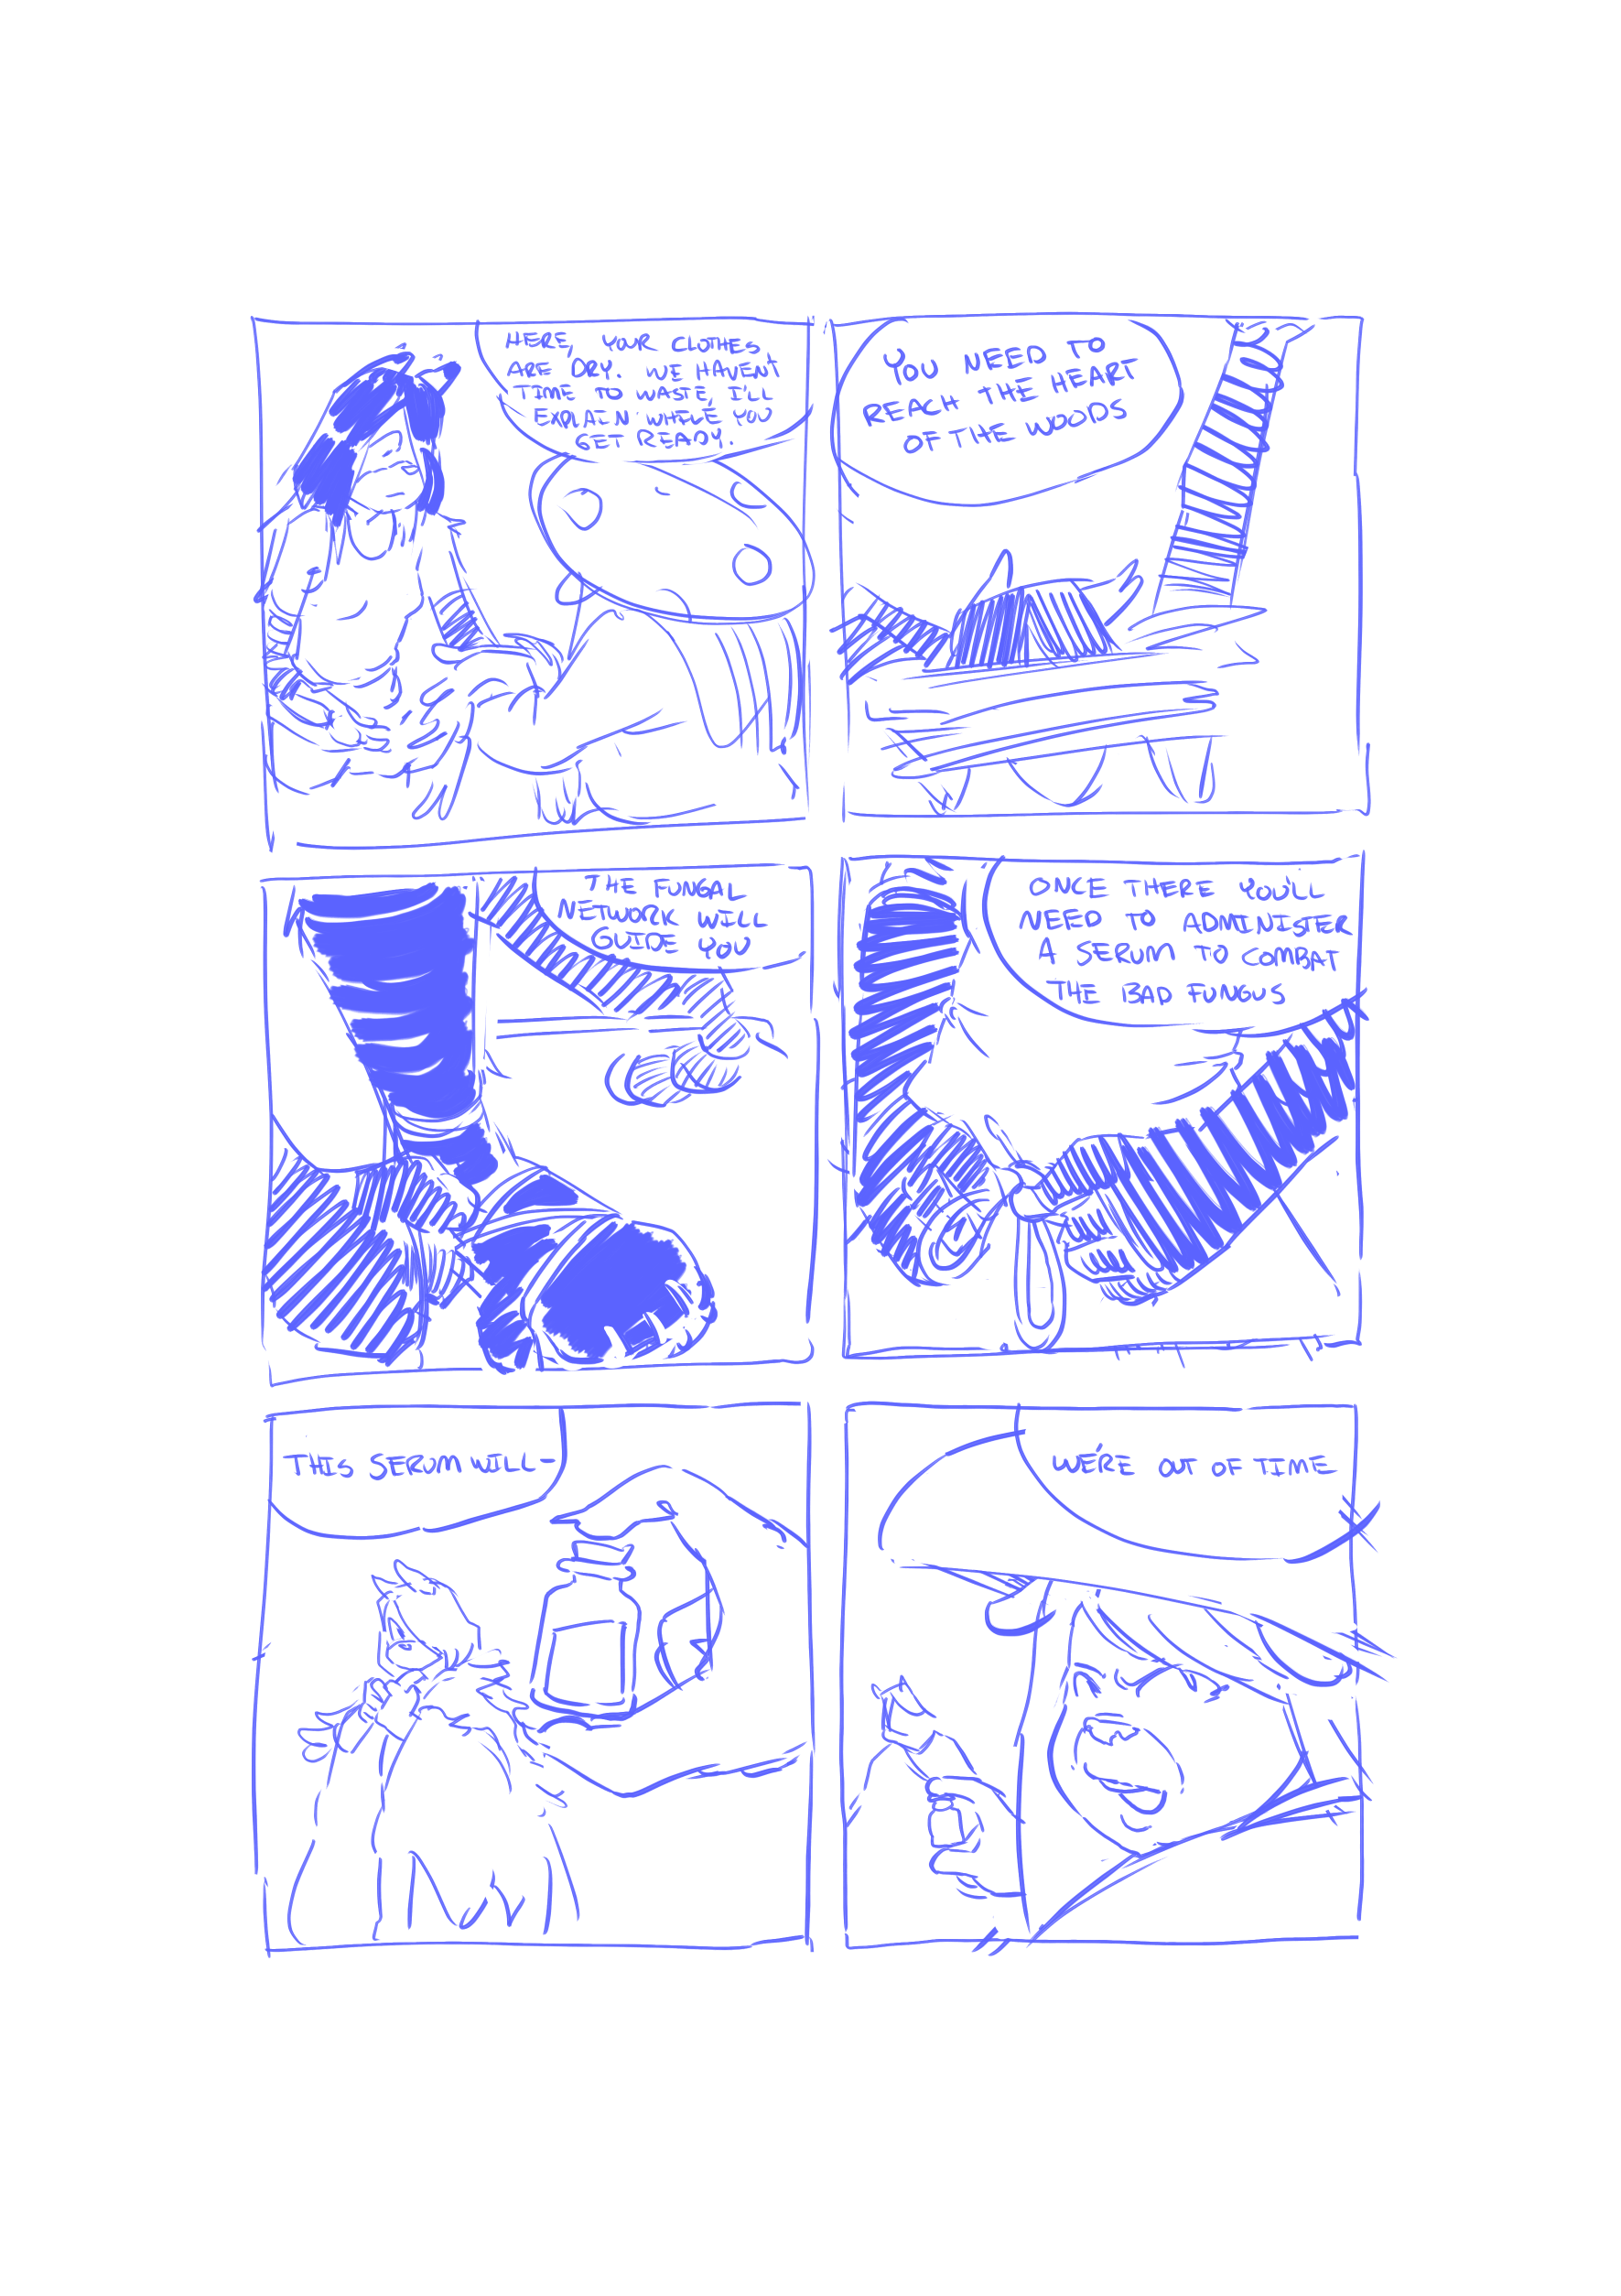 HERE, YOUR CLOTHES
ARE DRY. WE HAVEN'T
TIME TO WASTE, I'LL
EXPLAIN WHILE YOU
GET READY.
YOU NEED TO
REACH THE HEART
OF THE WOODS
THE FUNGAL
NETWORK WILL
GUIDE YOU
ONCE THERE YOU'LL
NEED TO ADMINISTER
A SERUM TO COMBAT
THE BAD FUNGUS
THIS SERUM WILL-
WE'RE OUT OF TIME